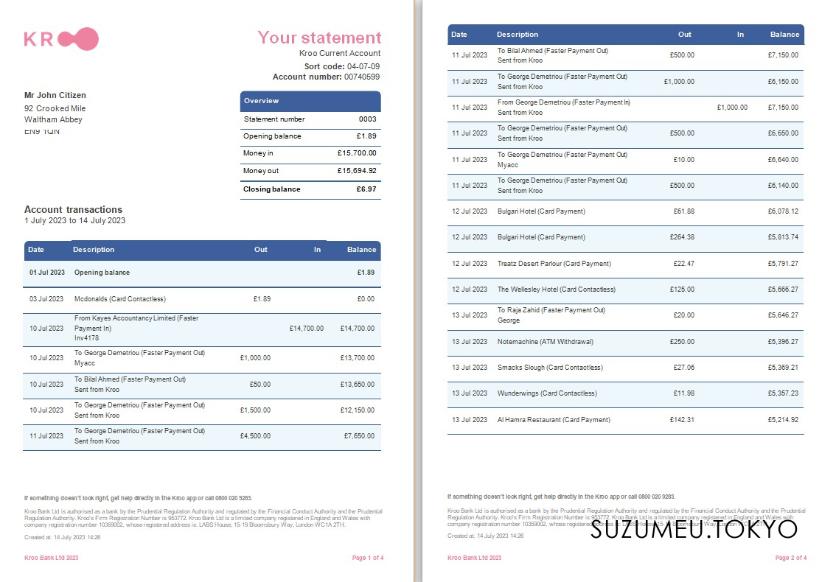 KROO
Your statement
Kroo Current Account
Sort code: 04-07-09
Account number: 00740599
Mr John Citizen
92 Crooked Mile
Waltham Abbey
EN9 1QN
Overview
Statement number 0003
Opening balance £1.89
Money in £15,700.00
Money out £15,694.92
Closing balance £6.97
Account transactions
1 July 2023 to 14 July 2023
Date Description Out In Balance
01 Jul 2023 Opening balance £1.89
03 Jul 2023 Mcdonalds (Card Contactless) £1.89 £0.00
From Kayes Accountancy Limited (Faster
10 Jul 2023 Payment In) £14,700.00 £14,700.00
Inv4178
To George Demetriou (Faster Payment Out)
10 Jul 2023 £1,000.00 £13,700.00
Myacc
To Bilal Ahmed (Faster Payment Out)
10 Jul 2023 £50.00 £13,650.00
Sent from Kroo
To George Demetriou (Faster Payment Out)
10 Jul 2023 £1,500.00 £12,150.00
Sent from Kroo
To George Demetriou (Faster Payment Out)
11 Jul 2023 £4,500.00 £7,650.00
Sent from Kroo
If something doesn't look right, get help directly in the Kroo app or call 0800 020 9265.
Kroo Bank Ltd is authorised as a bank by the Prudential Regulation Authority and regulated by the Financial Conduct Authority and the Prudential
Regulation Authority. Kroo's Firm Registration Number is 953772. Kroo Bank Ltd is a limited company registered in England and Wales with
company registration number 10359002, whose registered address is: LABS House, 15-19 Bloomsbury Way, London WC1A 2TH.
Created at: 14 July 2023 14:26
Kroo Bank Ltd 2023 Page 1 of 4
Date Description Out In Balance
To Bilal Ahmed (Faster Payment Out)
11 Jul 2023 £500.00 £7,150.00
Sent from Kroo
To George Demetriou (Faster Payment Out)
11 Jul 2023 £1,000.00 £6,150.00
Sent from Kroo
From George Demetriou (Faster Payment In)
11 Jul 2023 £1,000.00 £7,150.00
Sent from Kroo
To George Demetriou (Faster Payment Out)
11 Jul 2023 £500.00 £6,650.00
Sent from Kroo
To George Demetriou (Faster Payment Out)
11 Jul 2023 £10.00 £6,640.00
Myacc
To George Demetriou (Faster Payment Out)
11 Jul 2023 £500.00 £6,140.00
Sent from Kroo
12 Jul 2023 Bulgari Hotel (Card Payment) £61.88 £6,078.12
12 Jul 2023 Bulgari Hotel (Card Payment) £264.38 £5,813.74
12 Jul 2023 Treatz Desert Parlour (Card Payment) £22.47 £5,791.27
12 Jul 2023 The Wellesley Hotel (Card Contactless) £125.00 £5,666.27
To Raja Zahid (Faster Payment Out)
12 Jul 2023 £20.00 £5,646.27
George
13 Jul 2023 Notemachine (ATM Withdrawal) £250.00 £5,396.27
13 Jul 2023 Smacks Slough (Card Contactless) £27.06 £5,369.21
13 Jul 2023 Wunderwings (Card Contactless) £11.98 £5,357.23
13 Jul 2023 Al Hamra Restaurant (Card Payment) £142.31 £5,214.92
If something doesn't look right, get help directly in the Kroo app or call 0800 020 9265.
Kroo Bank Ltd is authorised as a bank by the Prudential Regulation Authority and regulated by the Financial Conduct Authority and the Prudential
Regulation Authority. Kroo's Firm Registration Number is 953772. Kroo Bank Ltd is a limited company registered in England and Wales with
company registration number 10359002, whose registered
SUZUMEU.TOKYO
Created at: 14 July 2023 14:26
Kroo Bank Ltd 2023 Page 2 of 4